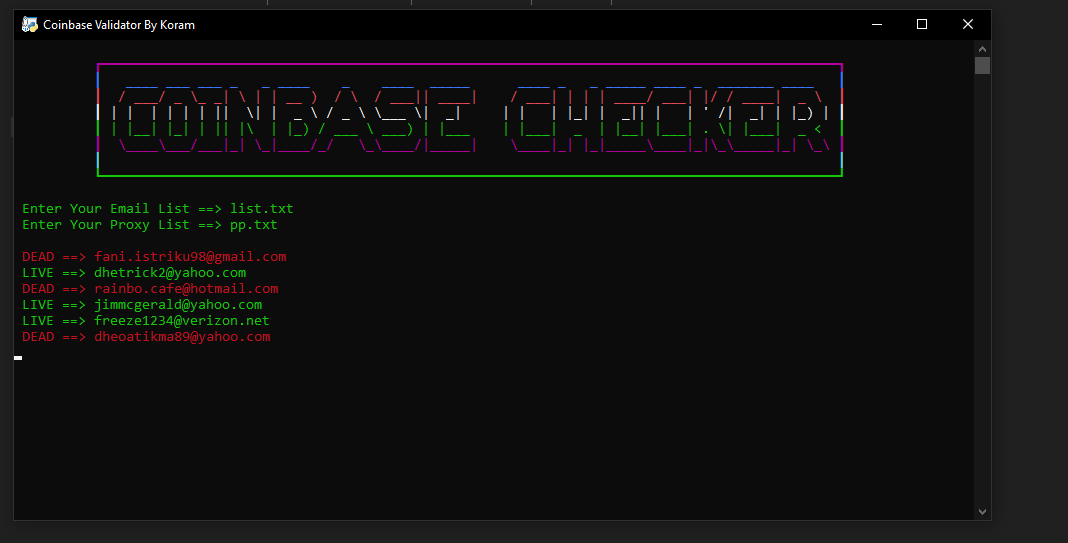 Coinbase Validator By Koram
COINBASE CHECKER
Enter Your Email List ==> list.txt
Enter Your Proxy List ==> pp.txt
DEAD ==> fani.istriku98@gmail.com
LIVE ==> dhetrick2@yahoo.com
DEAD ==> rainbo.cafe@hotmail.com
LIVE ==> jimmcgerald@yahoo.com
LIVE ==> freeze1234@verizon.net
DEAD ==> dheoatikma89@yahoo.com